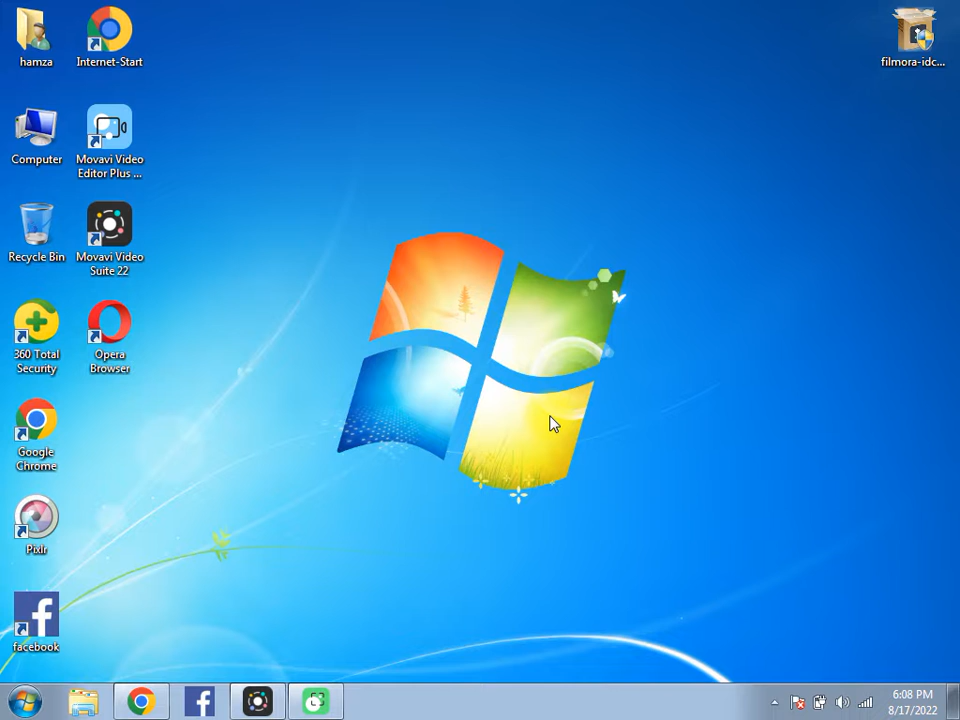 hamza
Internet-Start
filmora-idc...
Computer
Movavi Video
Editor Plus ...
Recycle Bin
Movavi Video
Suite 22
360 Total
Security
Opera
Browser
Google
Chrome
Pixlr
facebook
6:08 PM
8/17/2022